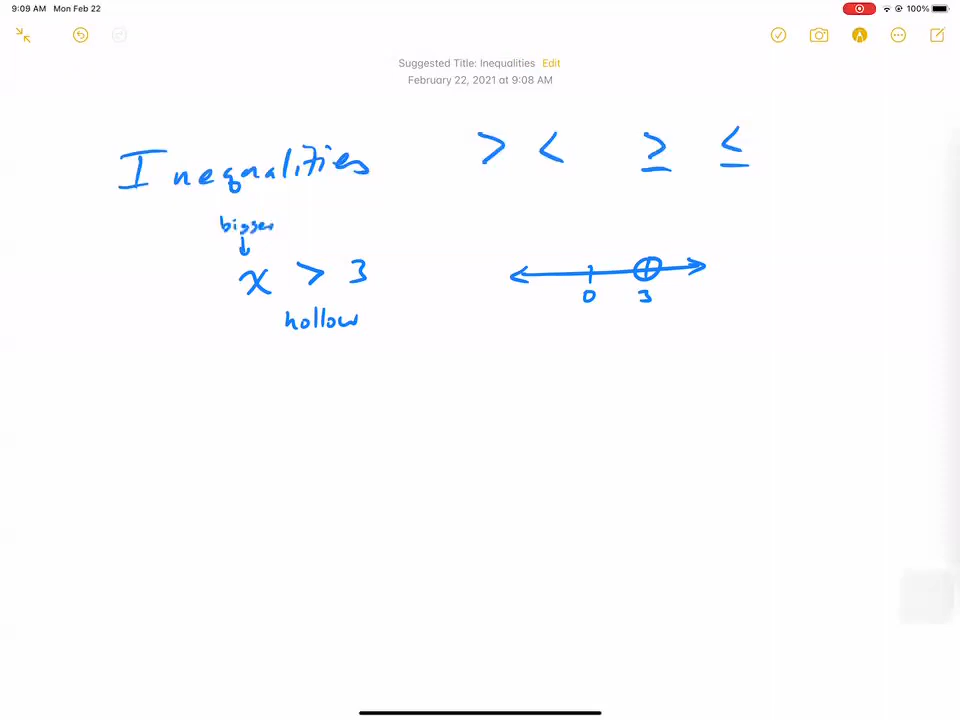 9:09 AM Mon Feb 22
100%
Suggested Title: Inequalities Edit
February 22, 2021 at 9:08 AM
Inequalities > < ≥ ≤
bigger
↓
x > 3
0 3
hollow